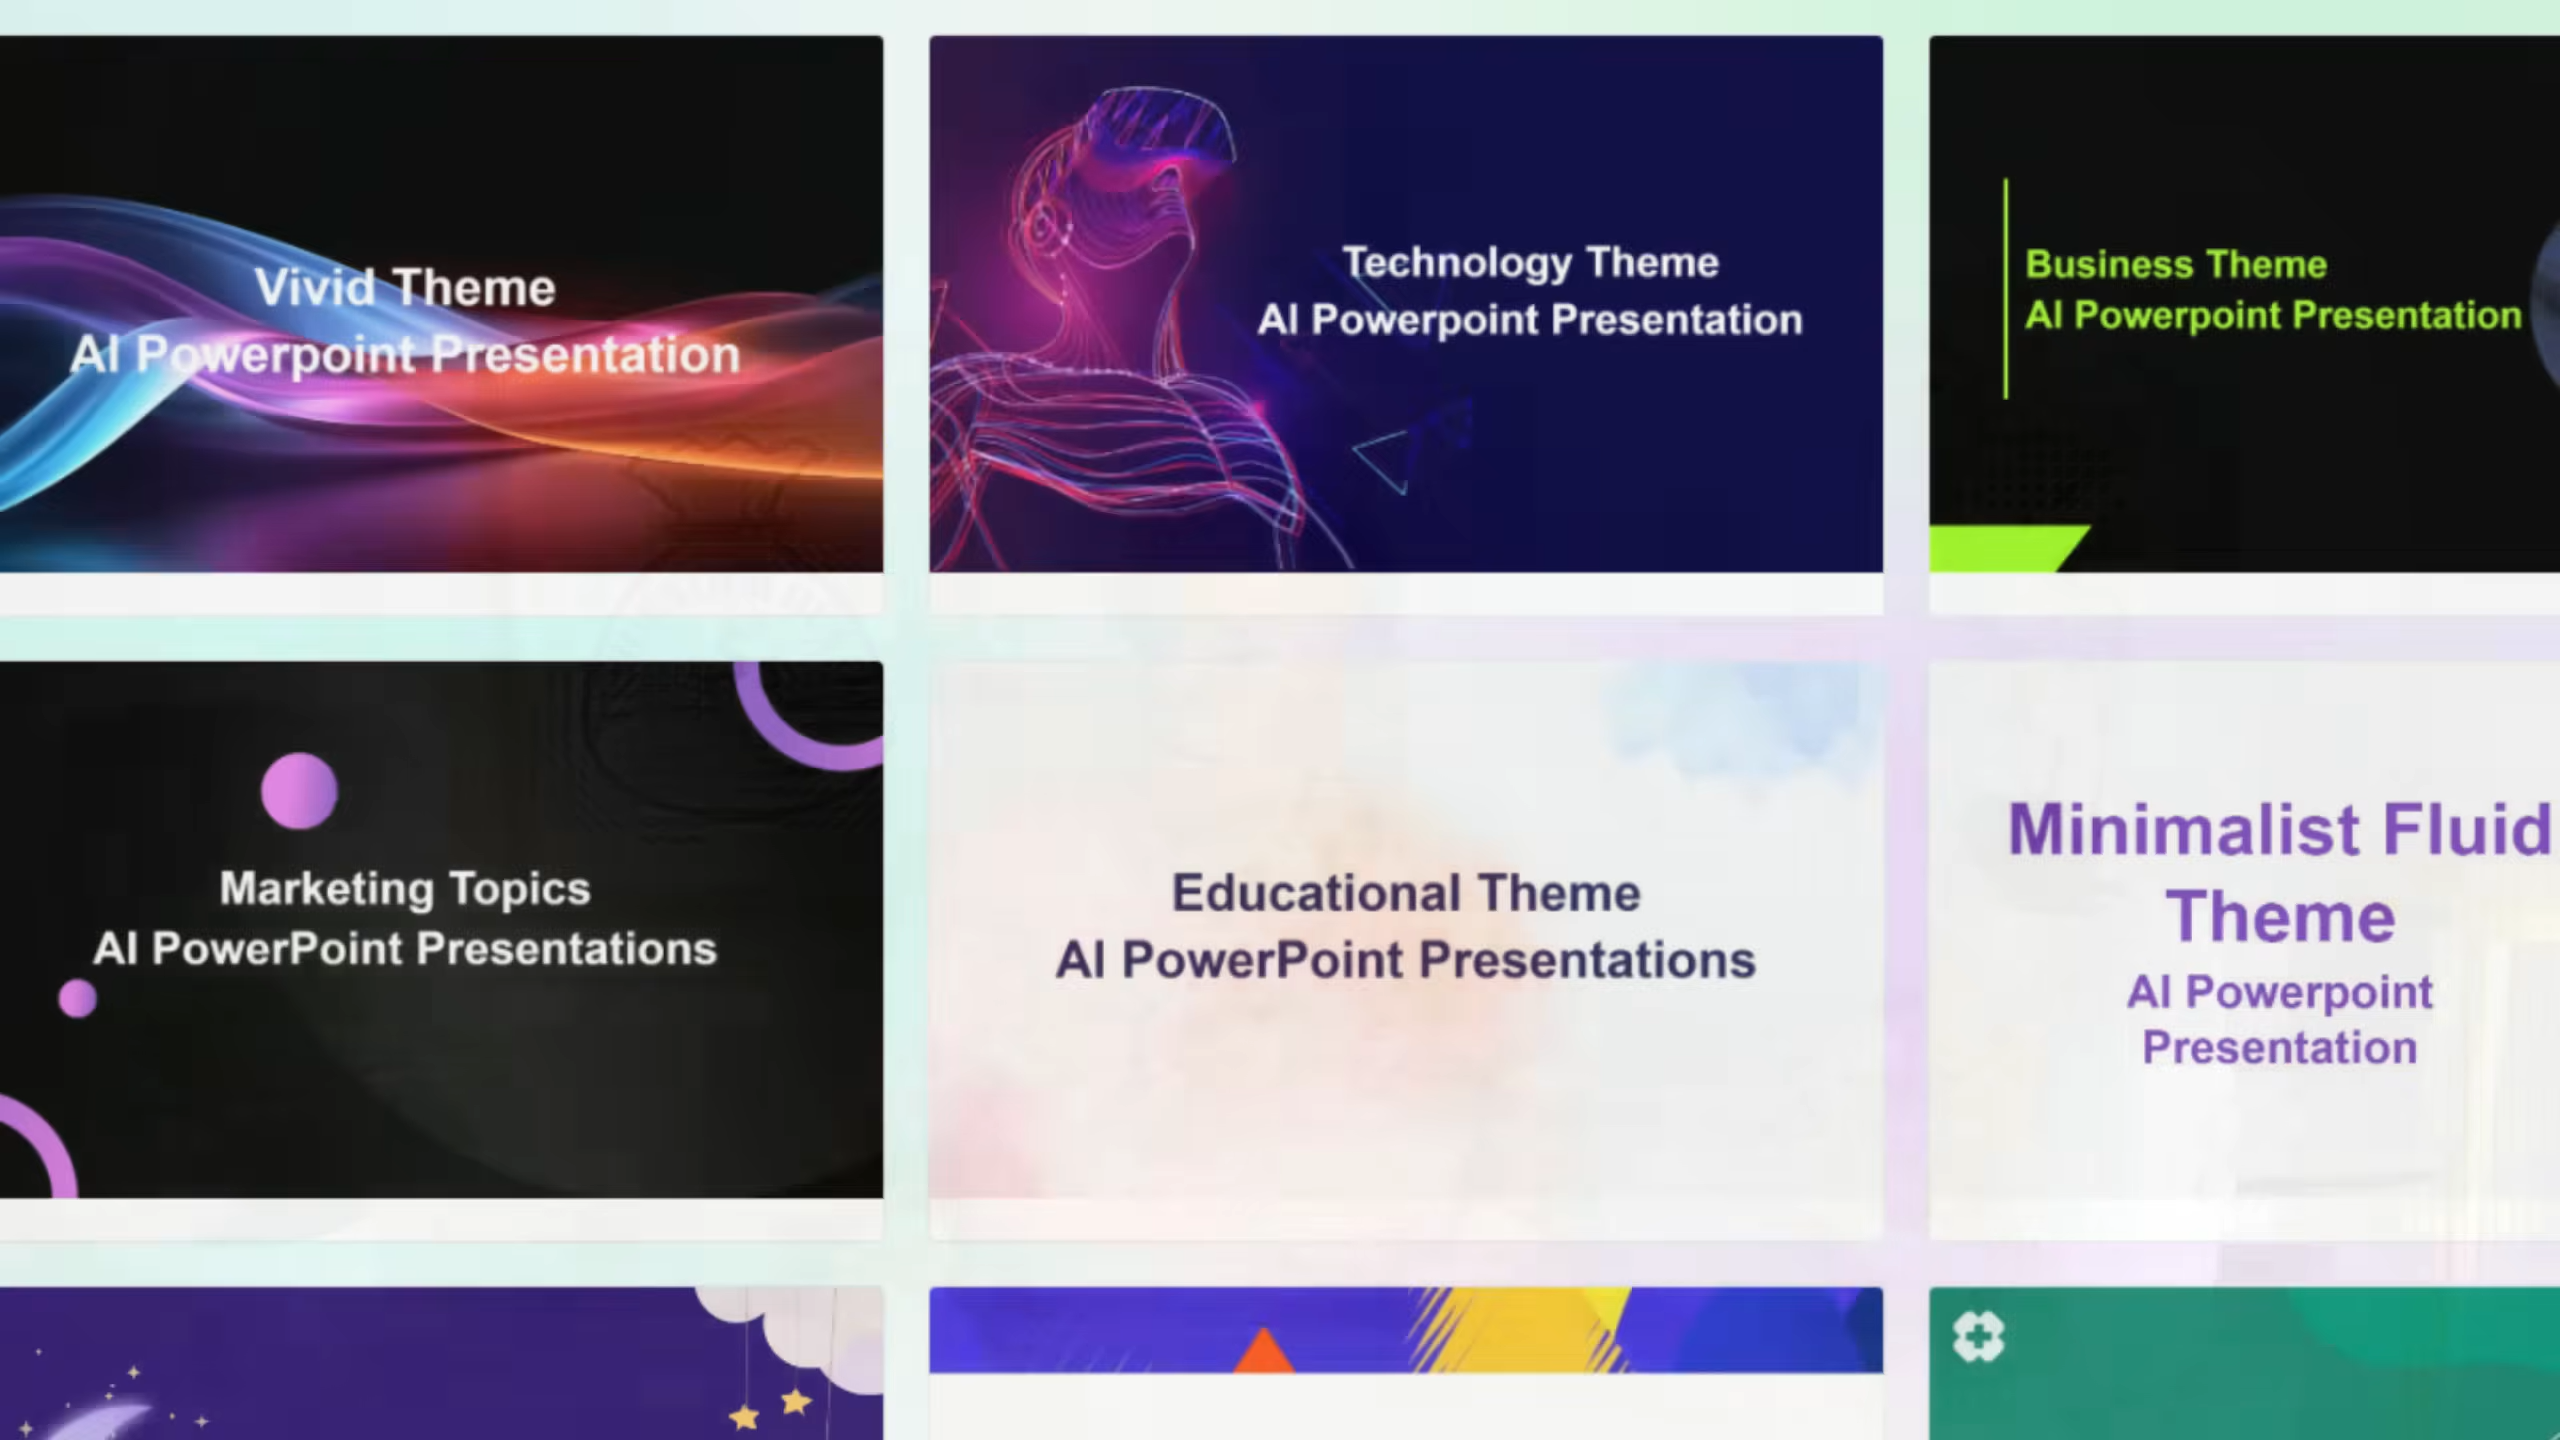 Vivid Theme
AI Powerpoint Presentation
Technology Theme
AI Powerpoint Presentation
Business Theme
AI Powerpoint Presentation
Marketing Topics
AI PowerPoint Presentations
Educational Theme
AI PowerPoint Presentations
Minimalist Fluid
Theme
AI Powerpoint
Presentation